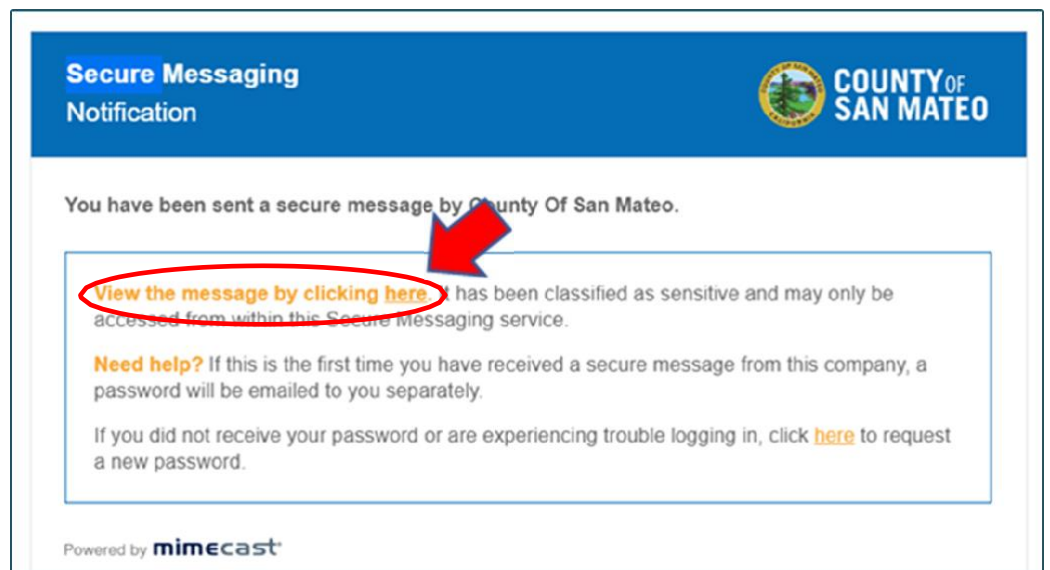 Secure Messaging
Notification
COUNTY OF
SAN MATEO
You have been sent a secure message by County Of San Mateo.
View the message by clicking here. It has been classified as sensitive and may only be
accessed from within this Secure Messaging service.
Need help? If this is the first time you have received a secure message from this company, a
password will be emailed to you separately.
If you did not receive your password or are experiencing trouble logging in, click here to request
a new password.
Powered by mimecast